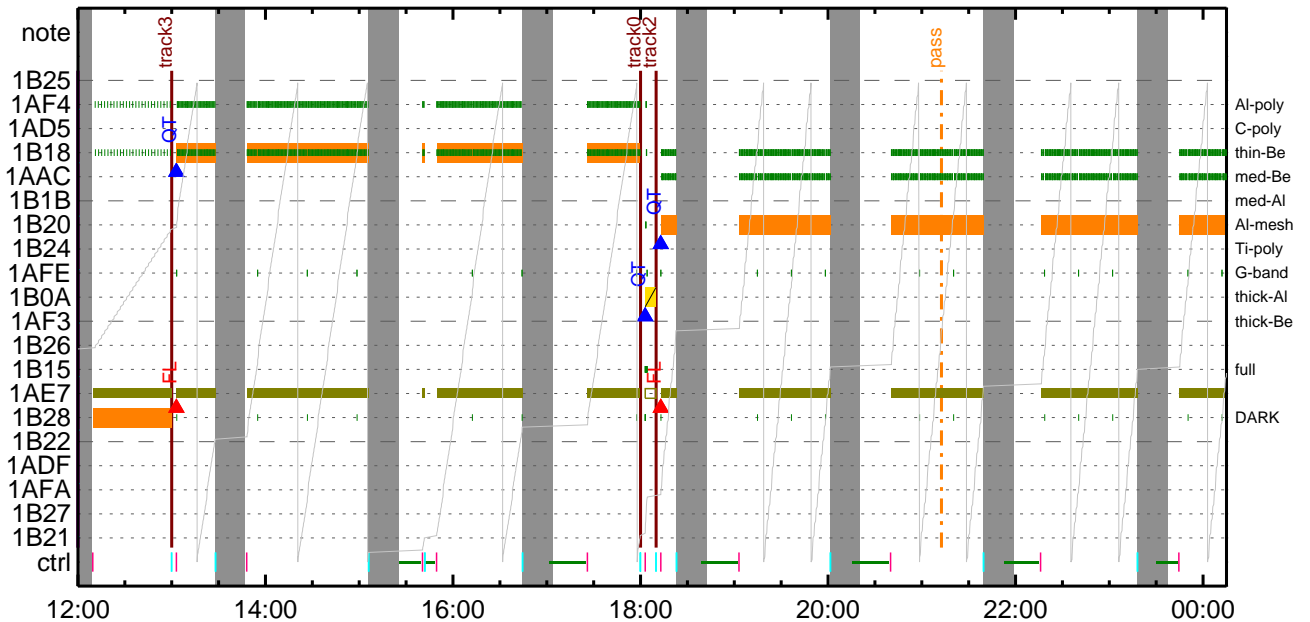 note
track3
track0
track2
pass
1B25
1AF4
Al-poly
1AD5
QT
C-poly
1B18
thin-Be
1AAC
med-Be
1B1B
QT
med-Al
1B20
Al-mesh
1B24
Ti-poly
1AFE
QT
G-band
1B0A
thick-Al
1AF3
thick-Be
1B26
1B15
FL
FL
full
1AE7
1B28
DARK
1B22
1ADF
1AFA
1B27
1B21
ctrl
12:00
14:00
16:00
18:00
20:00
22:00
00:00